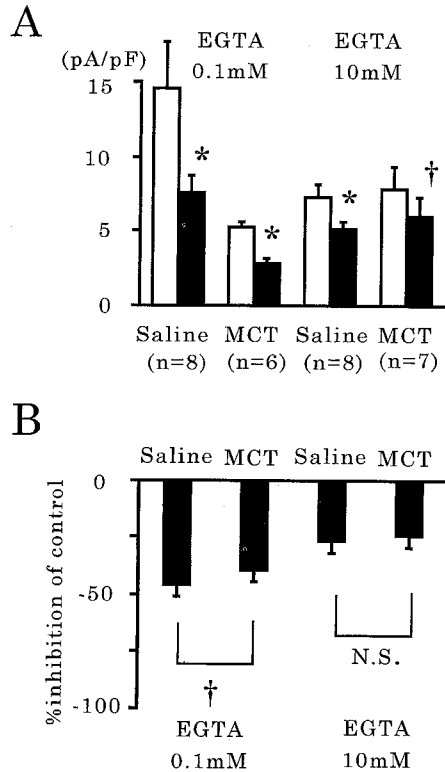 A
EGTA EGTA
(pA/pF) 0.1mM 10mM
15
10
5
0
* * * †
Saline MCT Saline MCT
(n=8) (n=6) (n=8) (n=7)
B
Saline MCT Saline MCT
%inhibition of control
0
-50
-100
† N.S.
EGTA EGTA
0.1mM 10mM